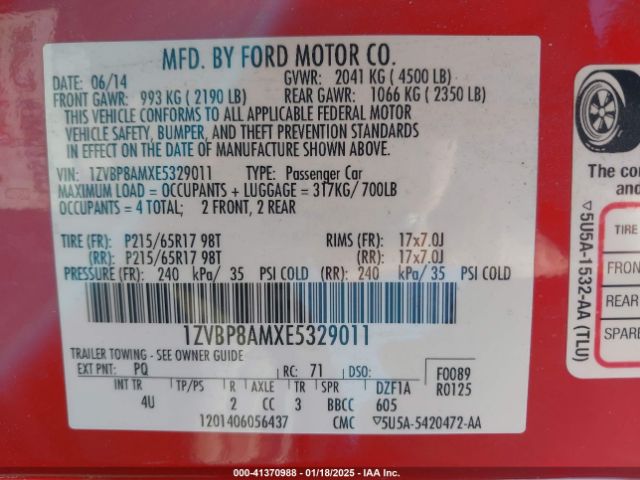 MFD. BY FORD MOTOR CO.
DATE: 06/14 GVWR: 2041 KG ( 4500 LB)
FRONT GAWR: 993 KG ( 2190 LB) REAR GAWR: 1066 KG ( 2350 LB)
THIS VEHICLE CONFORMS TO ALL APPLICABLE FEDERAL MOTOR
VEHICLE SAFETY, BUMPER, AND THEFT PREVENTION STANDARDS
IN EFFECT ON THE DATE OF MANUFACTURE SHOWN ABOVE.
VIN: 1ZVBP8AMXE5329011 TYPE: Passenger Car
MAXIMUM LOAD = OCCUPANTS + LUGGAGE = 317KG/ 700LB
OCCUPANTS = 4 TOTAL; 2 FRONT, 2 REAR
TIRE (FR): P215/65R17 98T RIMS (FR): 17x7.0J
(RR): P215/65R17 98T (RR): 17x7.0J
PRESSURE (FR): 240 kPa/ 35 PSI COLD (RR): 240 kPa/ 35 PSI COLD
1ZVBP8AMXE5329011
TRAILER TOWING - SEE OWNER GUIDE
EXT PNT: PQ RC: 71 DSO: F0089
INT TR TP/PS R AXLE TR SPR DZF1A R0125
4U 2 CC 3 BBCC 605
1201406056437 CMC ▽5U5A-5420472-AA
The co
and
▽5U5A-1532-AA (TLU)
TIRE
FRON
REAR
SPARE
000-41370988 - 01/18/2025 - IAA Inc.